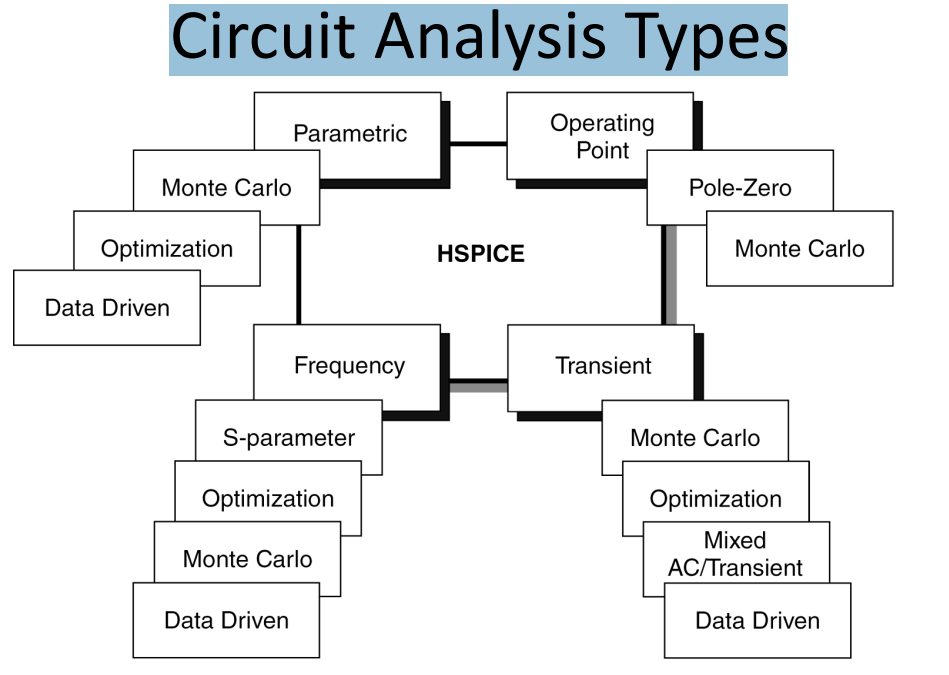 Circuit Analysis Types
Parametric
Monte Carlo
Optimization
Data Driven
Operating
Point
Pole-Zero
Monte Carlo
HSPICE
Frequency
S-parameter
Optimization
Monte Carlo
Data Driven
Transient
Monte Carlo
Optimization
Mixed
AC/Transient
Data Driven